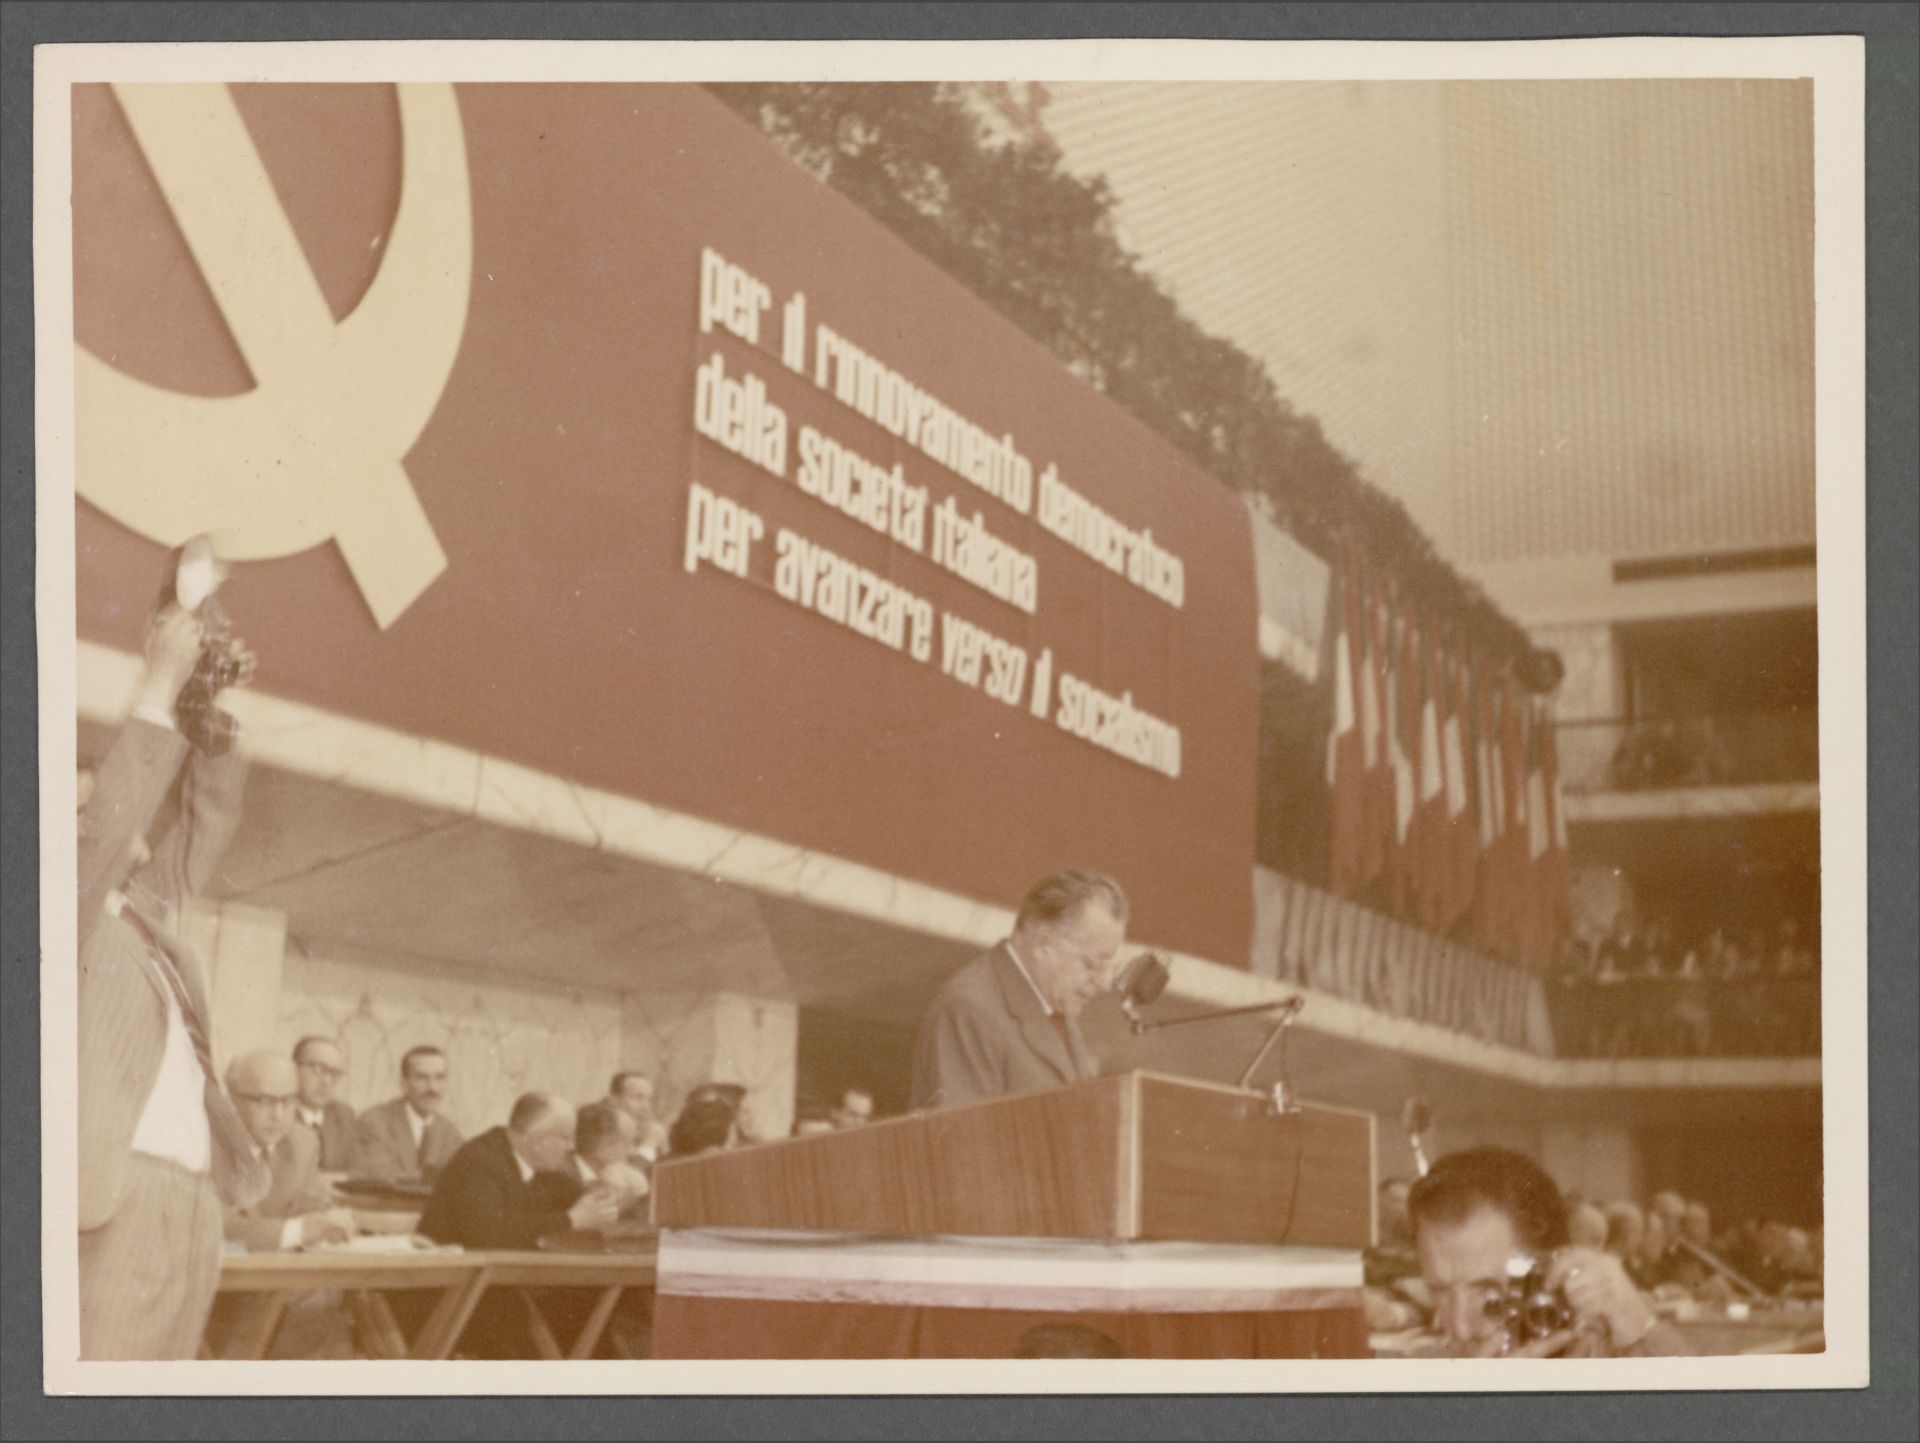 per il rinnovamento democratico
della società italiana
per avanzare verso il socialismo